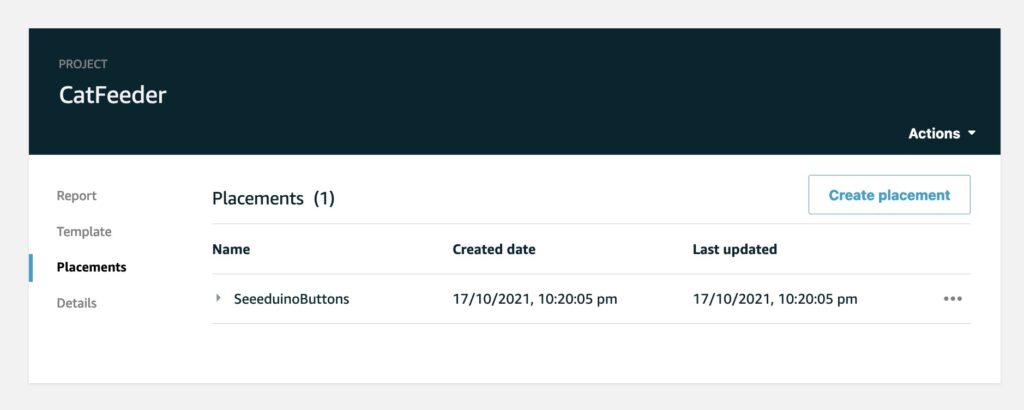 PROJECT
CatFeeder
Actions
Report
Template
Placements
Details
Placements (1)
Create placement
Name Created date Last updated
SeeeduinoButtons 17/10/2021, 10:20:05 pm 17/10/2021, 10:20:05 pm